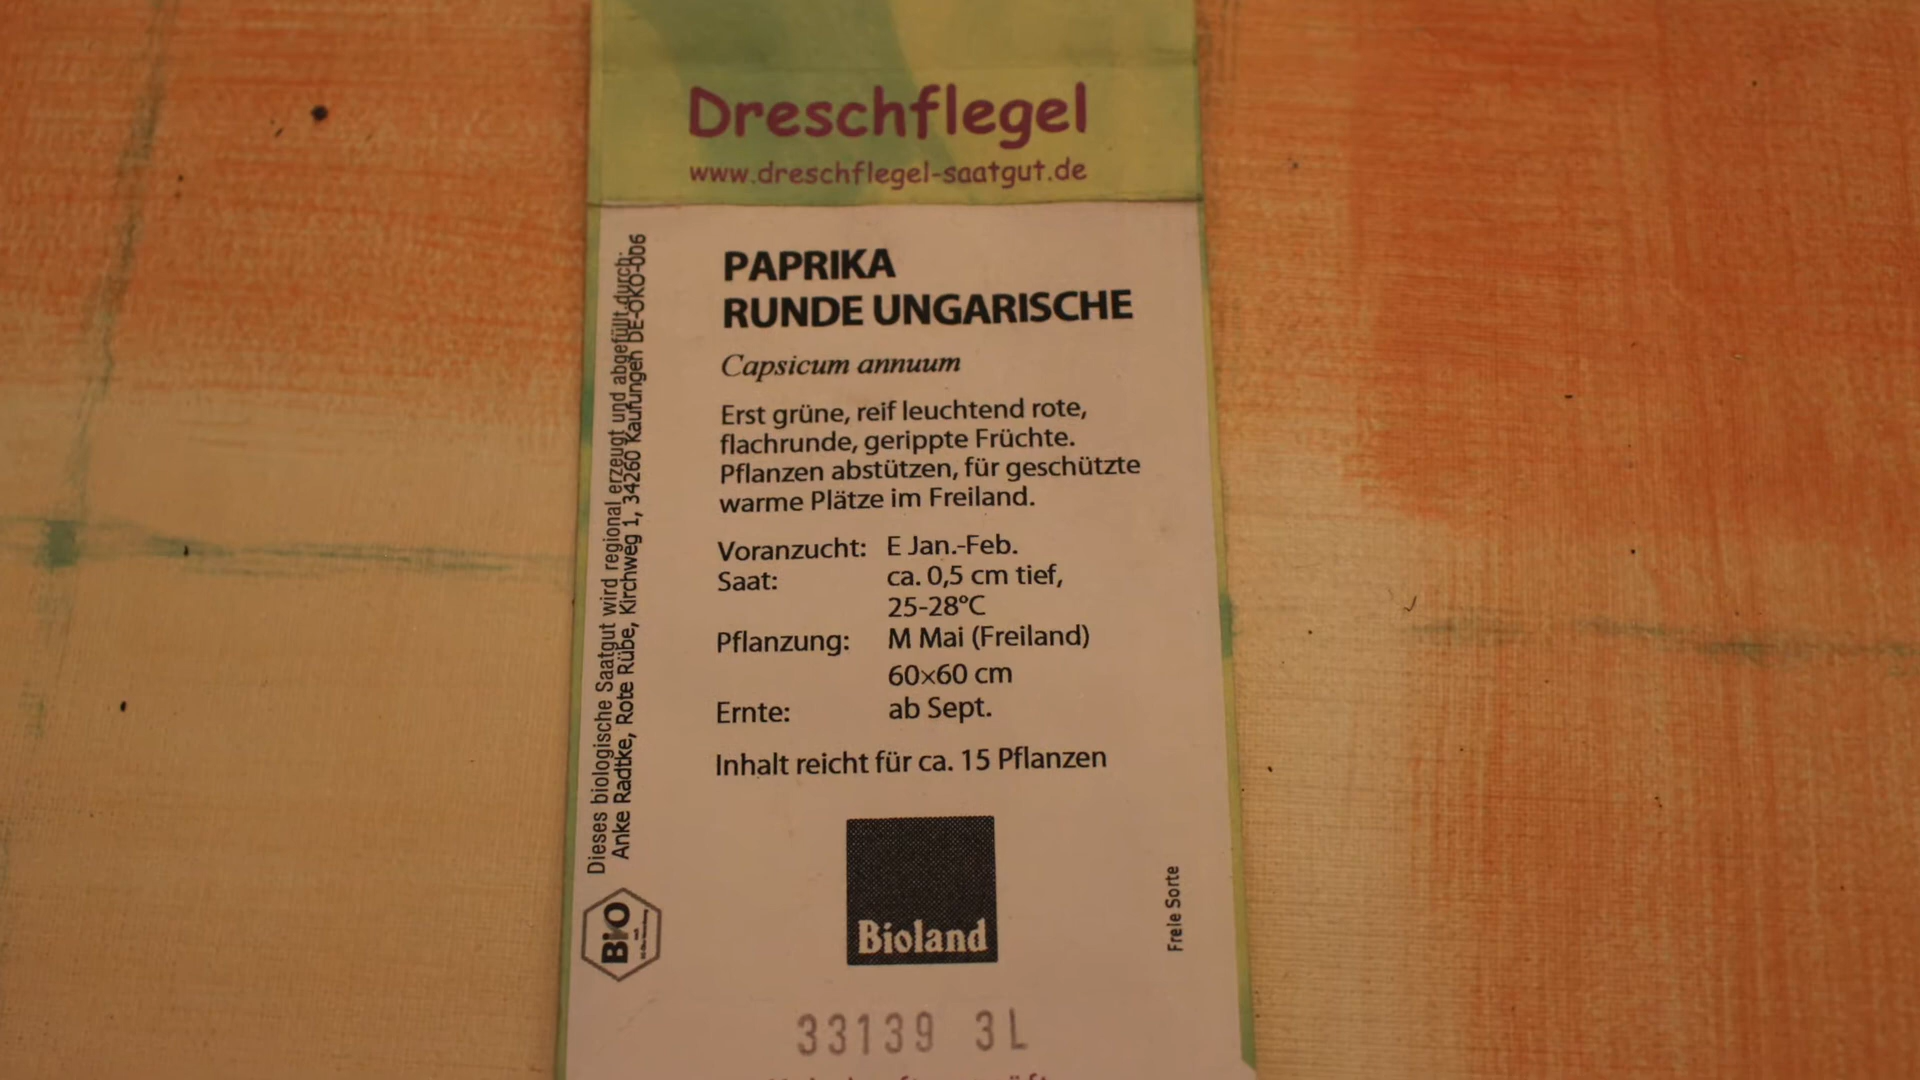 Dreschflegel
www.dreschflegel-saatgut.de
PAPRIKA
RUNDE UNGARISCHE
Capsicum annuum
Erst grüne, reif leuchtend rote,
flachrunde, gerippte Früchte.
Pflanzen abstützen, für geschützte
warme Plätze im Freiland.
Voranzucht: E Jan.-Feb.
Saat: ca. 0,5 cm tief,
25-28°C
Pflanzung: M Mai (Freiland)
60×60 cm
Ernte: ab Sept.
Inhalt reicht für ca. 15 Pflanzen
Dieses biologische Saatgut wird regional erzeugt und abgefüllt durch:
Anke Radtke, Rote Rübe, Kirchweg 1, 34260 Kaufungen DE-ÖKO-006
Bio
Bioland
Freie Sorte
33139 3L